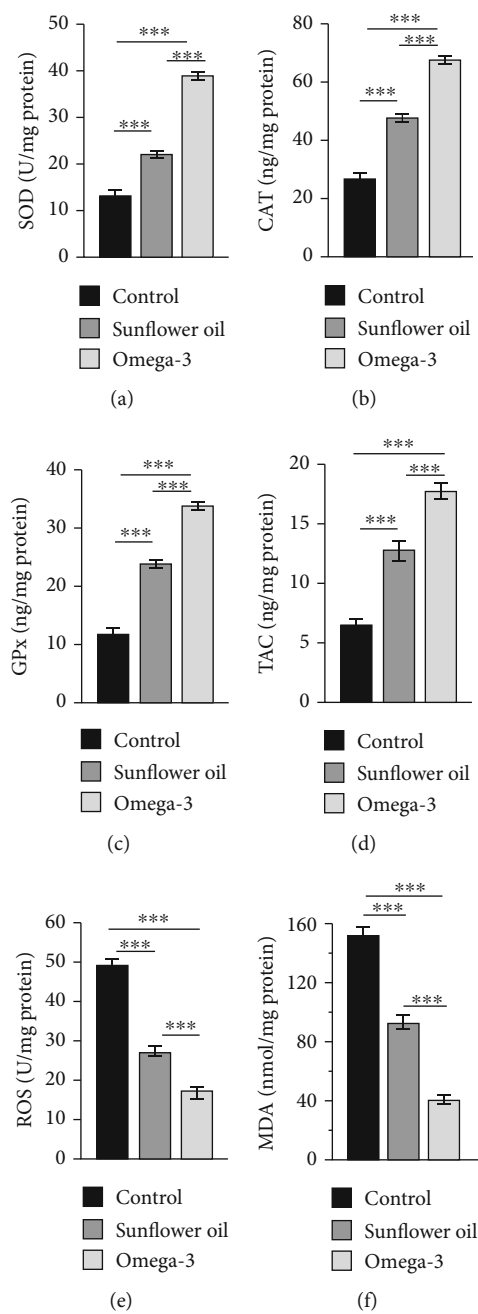 SOD (U/mg protein)
50
40
30
20
10
0
***
***
***
Control
Sunflower oil
Omega-3
(a)
CAT (ng/mg protein)
80
60
40
20
0
***
***
***
Control
Sunflower oil
Omega-3
(b)
GPx (ng/mg protein)
40
30
20
10
0
***
***
***
Control
Sunflower oil
Omega-3
(c)
TAC (ng/mg protein)
20
15
10
5
0
***
***
***
Control
Sunflower oil
Omega-3
(d)
ROS (U/mg protein)
60
50
40
30
20
10
0
***
***
***
Control
Sunflower oil
Omega-3
(e)
MDA (nmol/mg protein)
160
120
80
40
0
***
***
***
Control
Sunflower oil
Omega-3
(f)